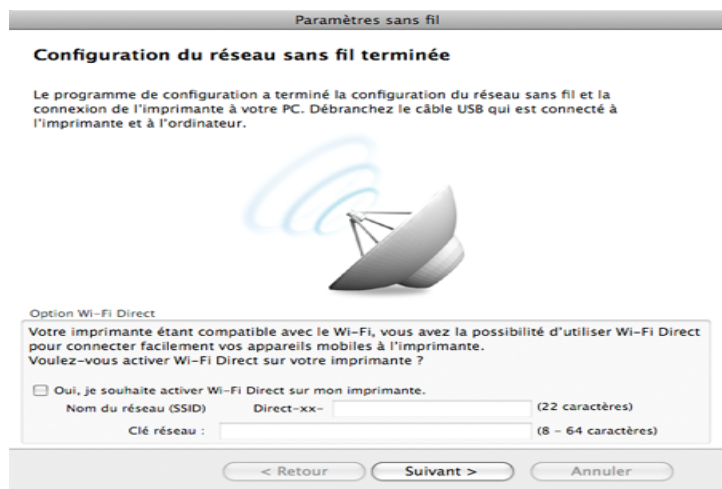 Paramètres sans fil
Configuration du réseau sans fil terminée
Le programme de configuration a terminé la configuration du réseau sans fil et la
connexion de l'imprimante à votre PC. Débranchez le câble USB qui est connecté à
l'imprimante et à l'ordinateur.
Option Wi-Fi Direct
Votre imprimante étant compatible avec le Wi-Fi, vous avez la possibilité d'utiliser Wi-Fi Direct
pour connecter facilement vos appareils mobiles à l'imprimante.
Voulez-vous activer Wi-Fi Direct sur votre imprimante ?
Oui, je souhaite activer Wi-Fi Direct sur mon imprimante.
Nom du réseau (SSID) Direct-xx- (22 caractères)
Clé réseau : (8 - 64 caractères)
< Retour Suivant > Annuler